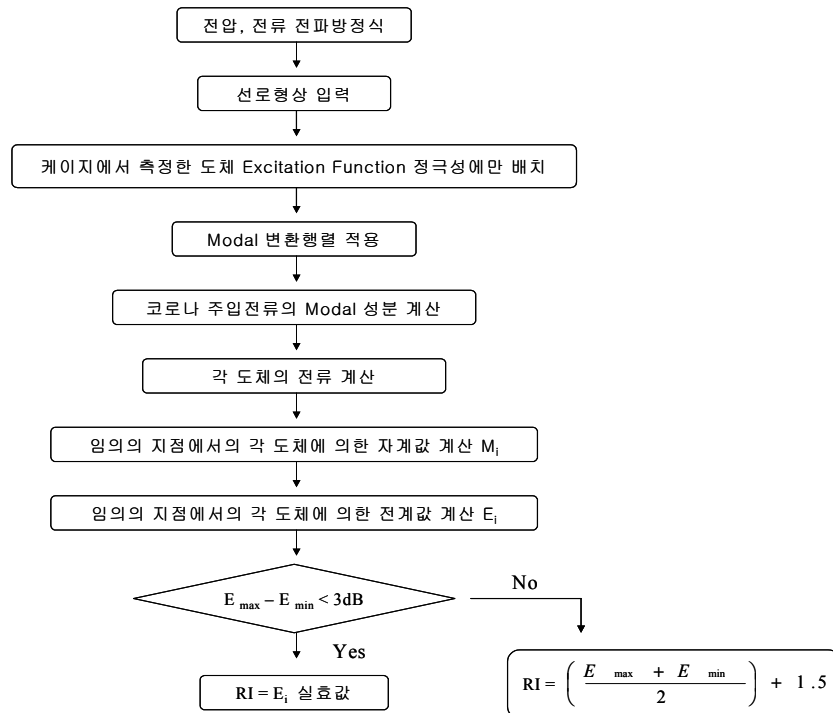 전압, 전류 전파방정식
선로형상 입력
케이지에서 측정한 도체 Excitation Function 정극성에만 배치
Modal 변환행렬 적용
코로나 주입전류의 Modal 성분 계산
각 도체의 전류 계산
임의의 지점에서의 각 도체에 의한 자계값 계산 Mi
임의의 지점에서의 각 도체에 의한 전계값 계산 Ei
E max – E min < 3dB
No
Yes
RI = Ei 실효값
RI = ( E max + E min / 2 ) + 1.5